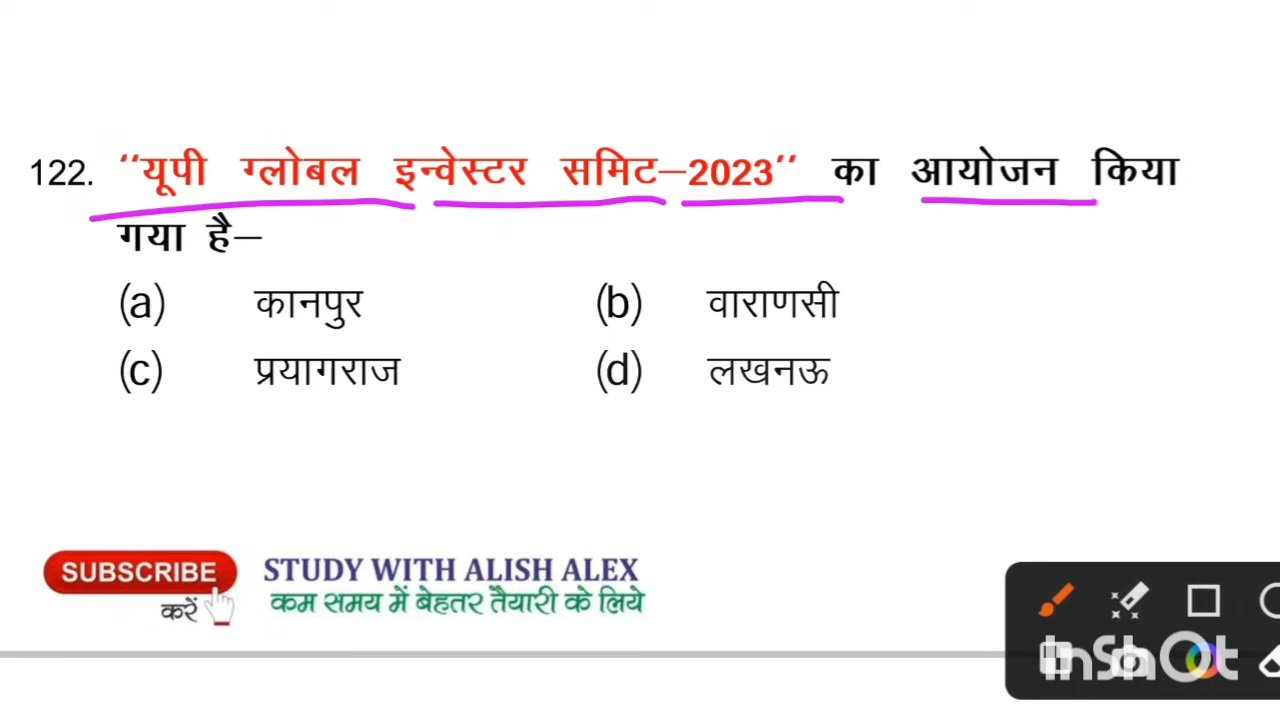 122. ‘‘यूपी ग्लोबल इन्वेस्टर समिट–2023’’ का आयोजन किया
गया है–
(a) कानपुर (b) वाराणसी
(c) प्रयागराज (d) लखनऊ
SUBSCRIBE
करें
STUDY WITH ALISH ALEX
कम समय में बेहतर तैयारी के लिये
InShOt